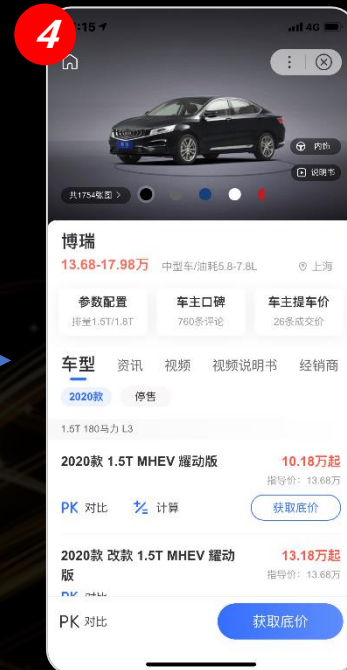 4
:15
4G
内饰
说明书
共1754张图 >
博瑞
13.68-17.98万 中型车/油耗5.8-7.8L 上海
参数配置 车主口碑 车主提车价
排量1.5T/1.8T 760条评论 26条成交价
车型 资讯 视频 视频说明书 经销商
2020款 停售
1.5T 180马力 L3
2020款 1.5T MHEV 耀动版 10.18万起
指导价：13.68万
PK 对比 计算 获取底价
2020款 改款 1.5T MHEV 耀动 13.18万起
版 指导价：13.68万
PK 对比
PK 对比 获取底价